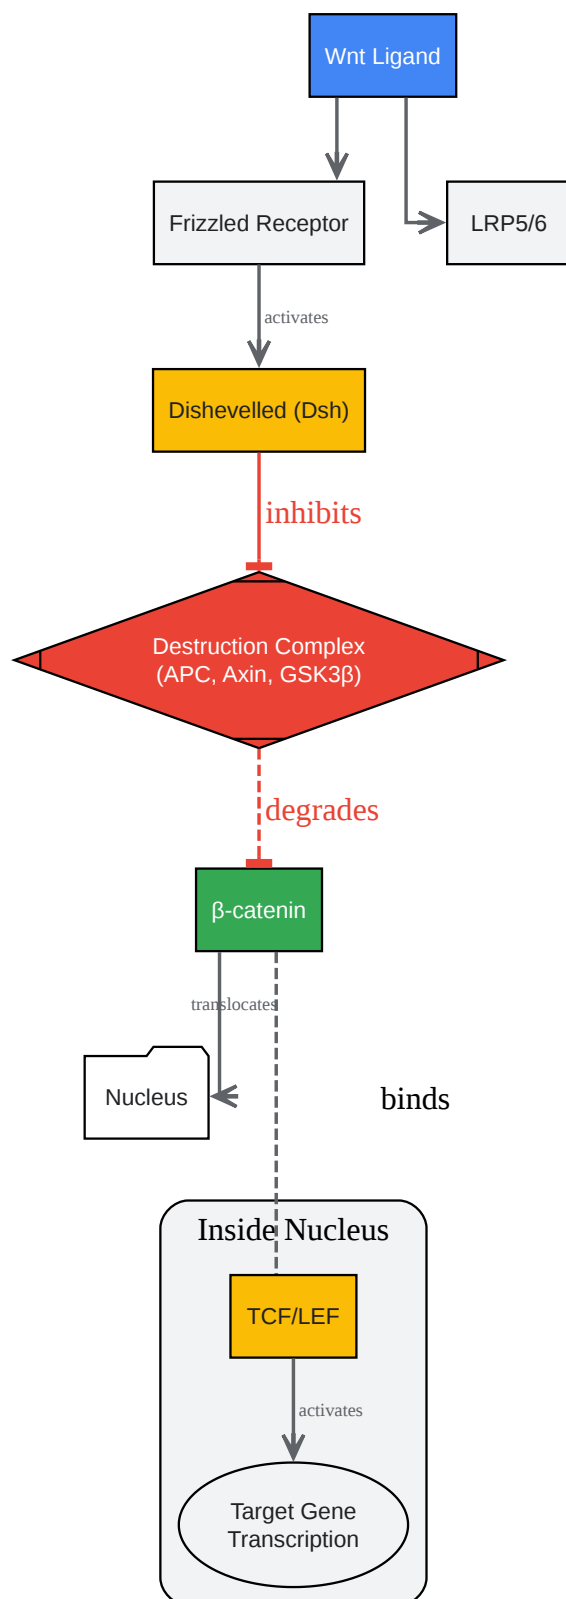 Wnt Ligand
Frizzled Receptor
LRP5/6
activates
Dishevelled (Dsh)
inhibits
Destruction Complex
(APC, Axin, GSK3β)
degrades
β-catenin
translocates
Nucleus
binds
Inside Nucleus
TCF/LEF
activates
Target Gene
Transcription